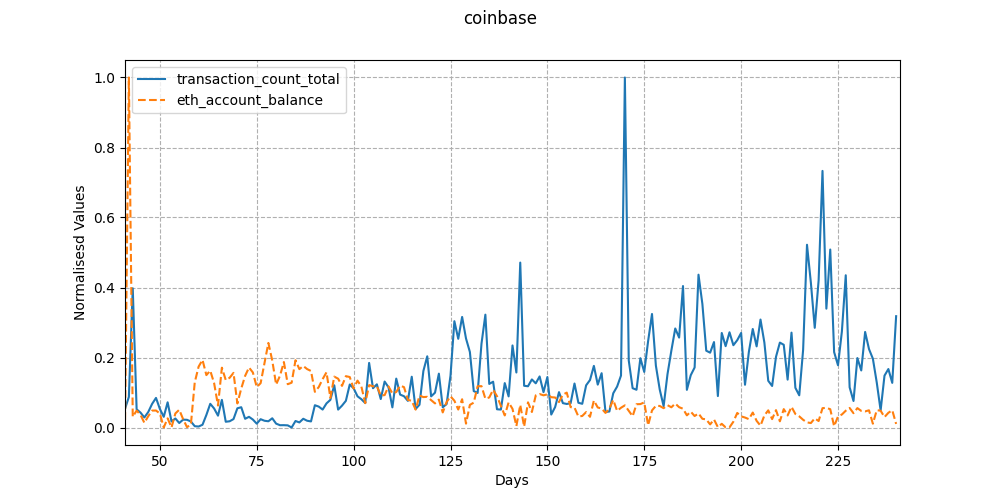 coinbase
transaction_count_total
eth_account_balance
1.0
0.8
0.6
0.4
0.2
0.0
Normalisesd Values
50 75 100 125 150 175 200 225
Days